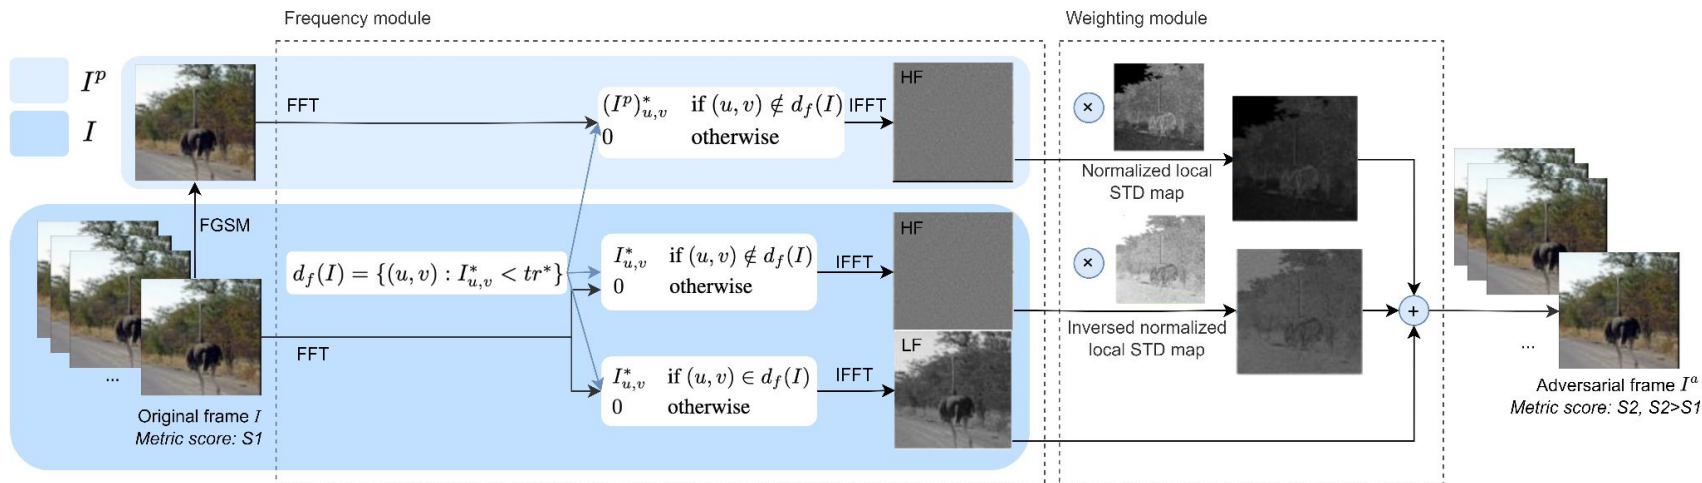 Frequency module
Weighting module
I^p
I
FFT
(I^p)^*_{u,v} if (u, v) ∉ d_f(I)
0 otherwise
IFFT
HF
×
Normalized local
STD map
FGSM
d_f(I) = {(u, v) : I^*_{u,v} < tr^*}
I^*_{u,v} if (u, v) ∉ d_f(I)
0 otherwise
IFFT
HF
×
Inversed normalized
local STD map
+
FFT
I^*_{u,v} if (u, v) ∈ d_f(I)
0 otherwise
IFFT
LF
...
Original frame I
Metric score: S1
...
Adversarial frame I^a
Metric score: S2, S2>S1